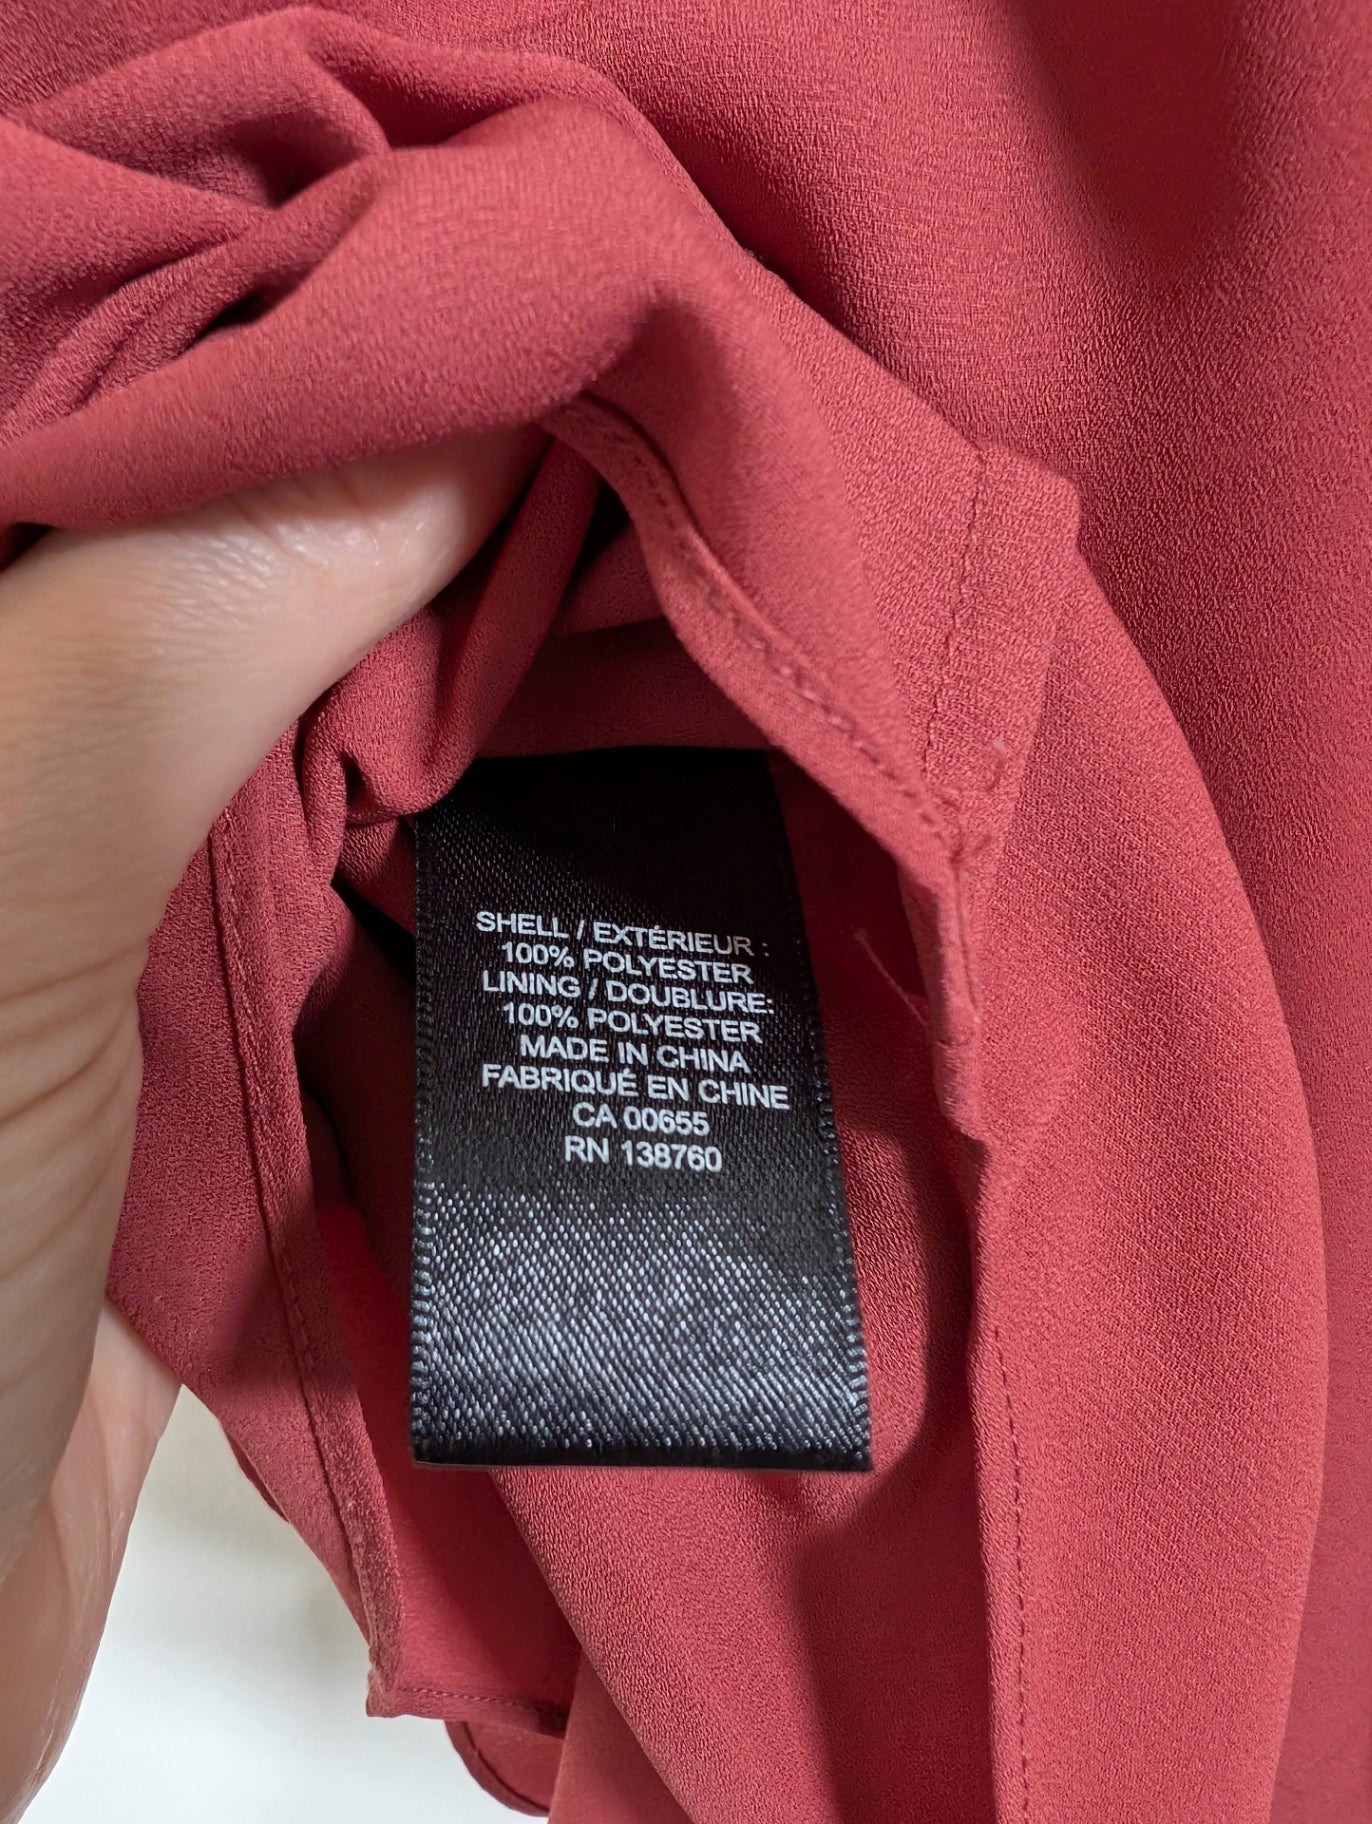 SHELL / EXTÉRIEUR :
100% POLYESTER
LINING / DOUBLURE:
100% POLYESTER
MADE IN CHINA
FABRIQUÉ EN CHINE
CA 00655
RN 138760